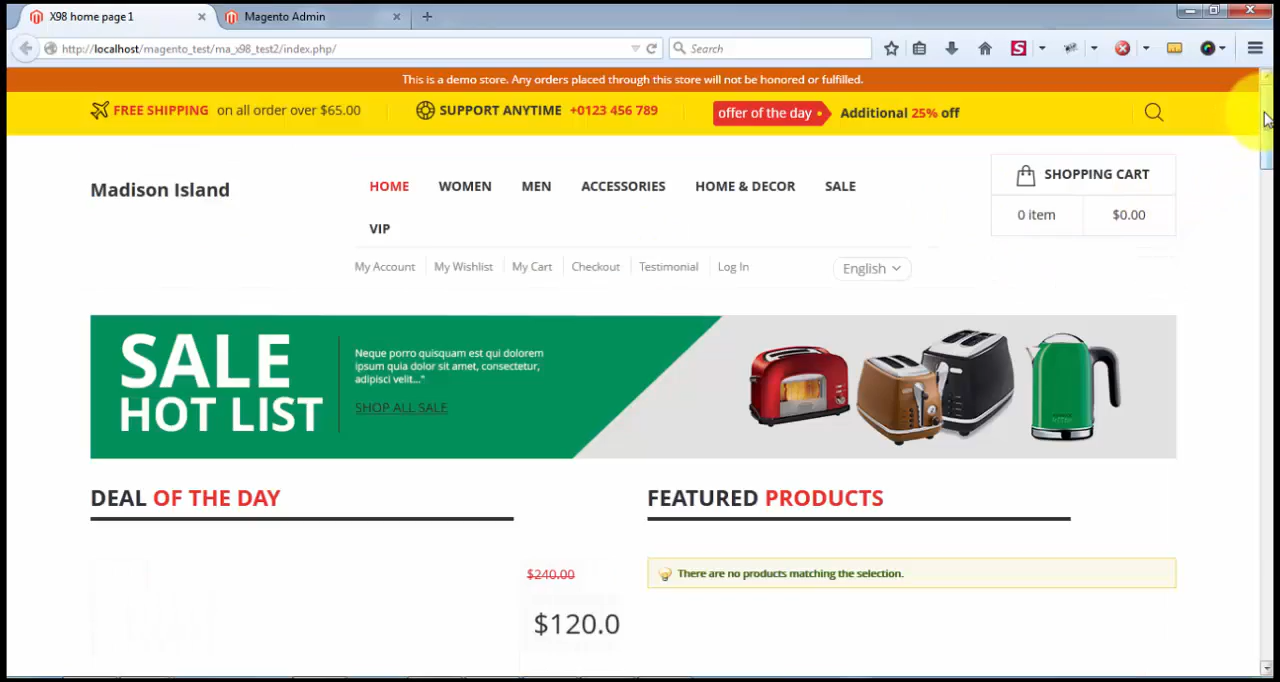 X98 home page1
Magento Admin
http://localhost/magento_test/ma_x98_test2/index.php/
Search
This is a demo store. Any orders placed through this store will not be honored or fulfilled.
FREE SHIPPING on all order over $65.00
SUPPORT ANYTIME +0123 456 789
offer of the day
Additional 25% off
Madison Island
HOME WOMEN MEN ACCESSORIES HOME & DECOR SALE
VIP
SHOPPING CART
0 item $0.00
My Account My Wishlist My Cart Checkout Testimonial Log In
English
SALE
HOT LIST
Neque porro quisquam est qui dolorem
ipsum quia dolor sit amet, consectetur,
adipisci velit..."
SHOP ALL SALE
DEAL OF THE DAY
FEATURED PRODUCTS
$240.00
$120.0
There are no products matching the selection.